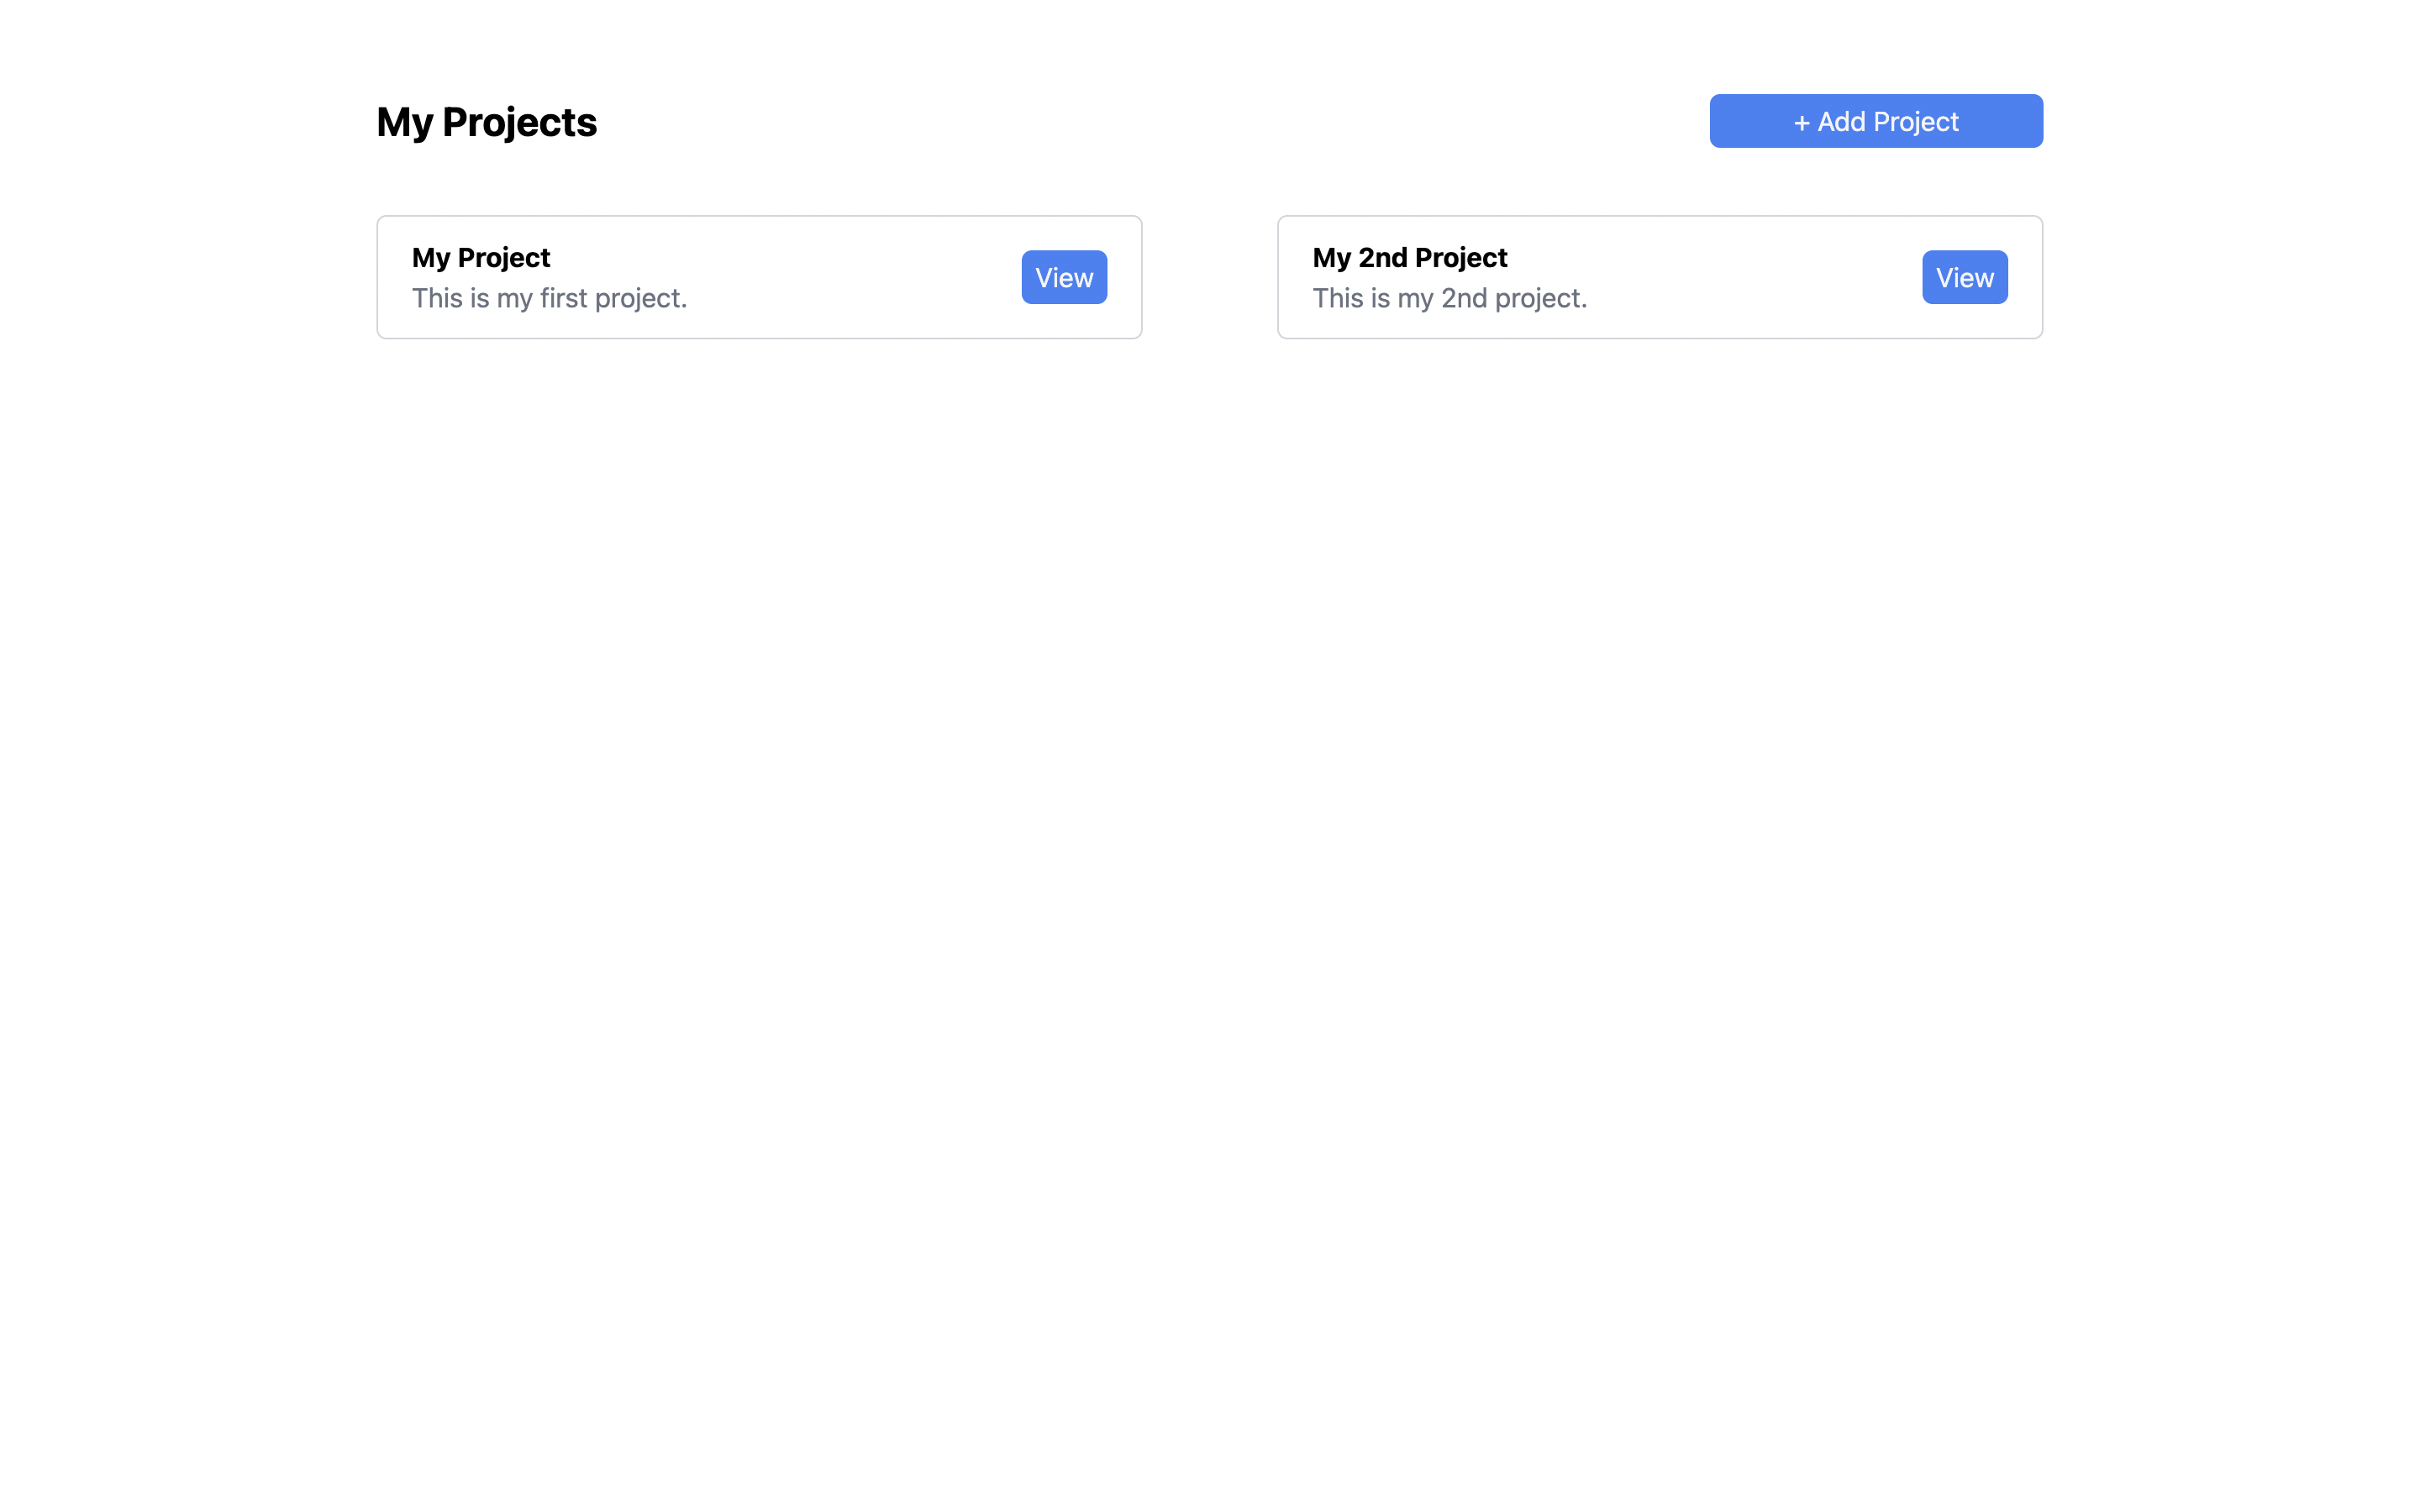 My Projects
+ Add Project
My Project
This is my first project.
View
My 2nd Project
This is my 2nd project.
View